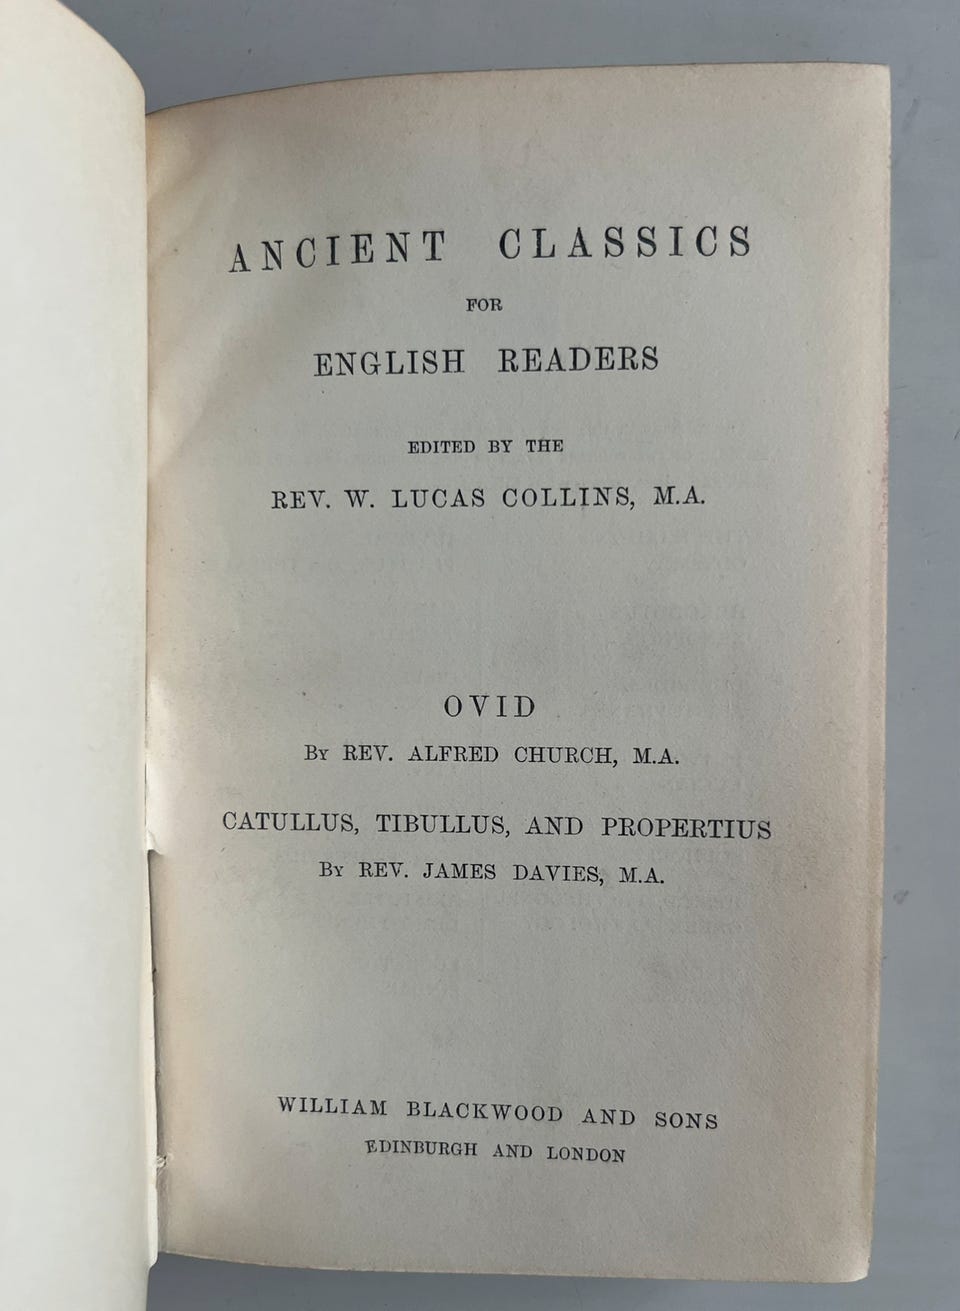 ANCIENT CLASSICS
FOR
ENGLISH READERS
EDITED BY THE
REV. W. LUCAS COLLINS, M.A.
OVID
BY REV. ALFRED CHURCH, M.A.
CATULLUS, TIBULLUS, AND PROPERTIUS
BY REV. JAMES DAVIES, M.A.
WILLIAM BLACKWOOD AND SONS
EDINBURGH AND LONDON